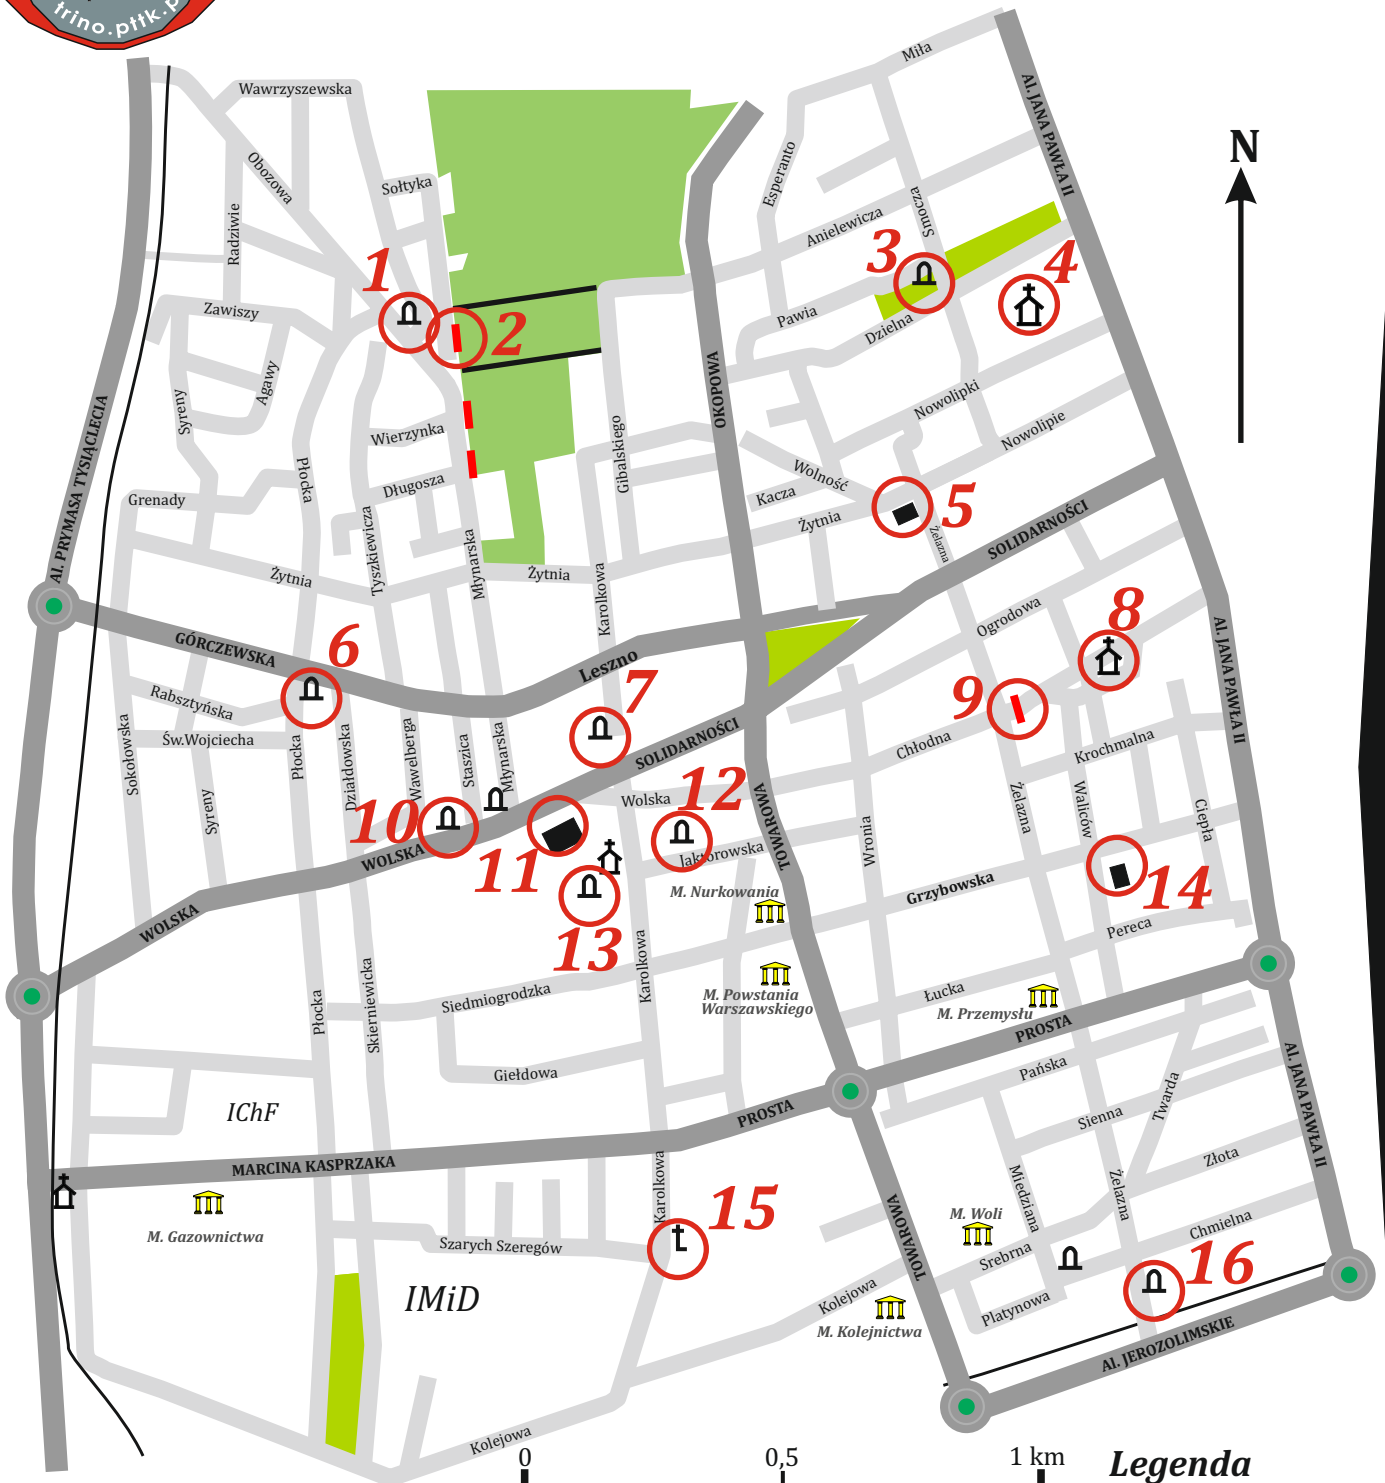 trino.pttk.p
Miła
Wawrzyszewska
Al. JANA PAWŁA II
N
Obozowa
Sołtyka
Esperanto
Smocza
Radziwie
Anielewicza
1
3
4
Zawiszy
2
Pawia
Dzielna
Agawy
OKOPOWA
Syreny
Al. PRYMASA TYSIĄCLECIA
Wierzynka
Gibalskiego
Nowolipki
Nowolipie
Płocka
Długosza
Wolność
Kacza
Grenady
Żytnia
5
Żelazna
SOLIDARNOŚCI
Tyszkiewicza
Młynarska
Żytnia
Żytnia
Karolkowa
Ogrodowa
8
GÓRCZEWSKA
6
Leszno
Al. JANA PAWŁA II
Rabsztyńska
7
9
Św.Wojciecha
SOLIDARNOŚCI
Chłodna
Krochmalna
Sokołowska
Płocka
Działdowska
Wawelberga
Staszica
Młynarska
Syreny
10
Wolska
12
TOWAROWA
Wronia
Żelazna
Waliców
Ciepła
WOLSKA
Jaktorowska
11
M. Nurkowania
Grzybowska
14
WOLSKA
13
Pereca
Karolkowa
Siedmiogrodzka
M. Powstania
Warszawskiego
Łucka
M. Przemysłu
PROSTA
Płocka
Skierniewicka
Giełdowa
Pańska
IChF
PROSTA
Sienna
Twarda
Al. JANA PAWŁA II
MARCINA KASPRZAKA
Złota
Karolkowa
Miedziana
Żelazna
15
M. Woli
Chmielna
M. Gazownictwa
Szarych Szeregów
TOWAROWA
Srebrna
16
IMiD
Kolejowa
Platynowa
M. Kolejnictwa
Al. JEROZOLIMSKIE
Kolejowa
0
0,5
1 km
Legenda